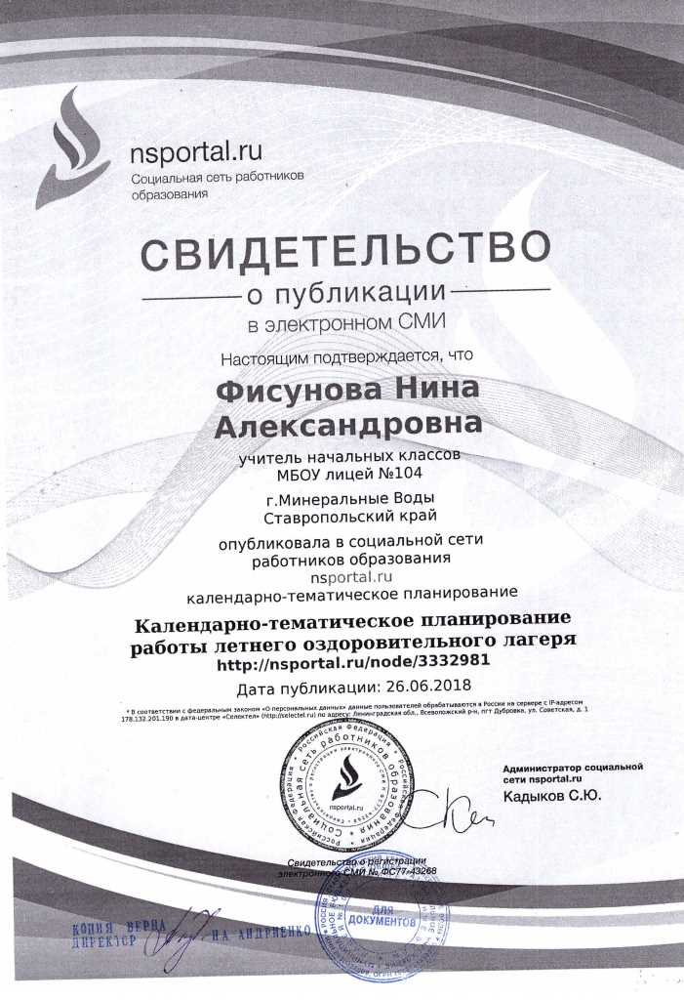 nsportal.ru
Социальная сеть работников
образования
СВИДЕТЕЛЬСТВО
о публикации
в электронном СМИ
Настоящим подтверждается, что
Фисунова Нина
Александровна
учитель начальных классов
МБОУ лицей №104
г.Минеральные Воды
Ставропольский край
опубликовала в социальной сети
работников образования
nsportal.ru
календарно-тематическое планирование
Календарно-тематическое планирование
работы летнего оздоровительного лагеря
http://nsportal.ru/node/3332981
Дата публикации: 26.06.2018
* В соответствии с федеральным законом «О персональных данных» данные пользователей обрабатываются в России на сервере с IP-адресом
178.132.201.190 в дата-центре «Селектел» (http://selectel.ru) по адресу: Ленинградская обл., Всеволожский р-н, пгт Дубровка, ул. Советская, д. 1
Российская Федерация
Социальная сеть работников образования
nsportal.ru
Администратор социальной
сети nsportal.ru
Кадыков С.Ю.
Свидетельство о регистрации
электронного СМИ № ФС77-43268
ДЛЯ
ДОКУМЕНТОВ
КОПИЯ ВЕРНА
ДИРЕКТОР
НА АНДРИЕНКО